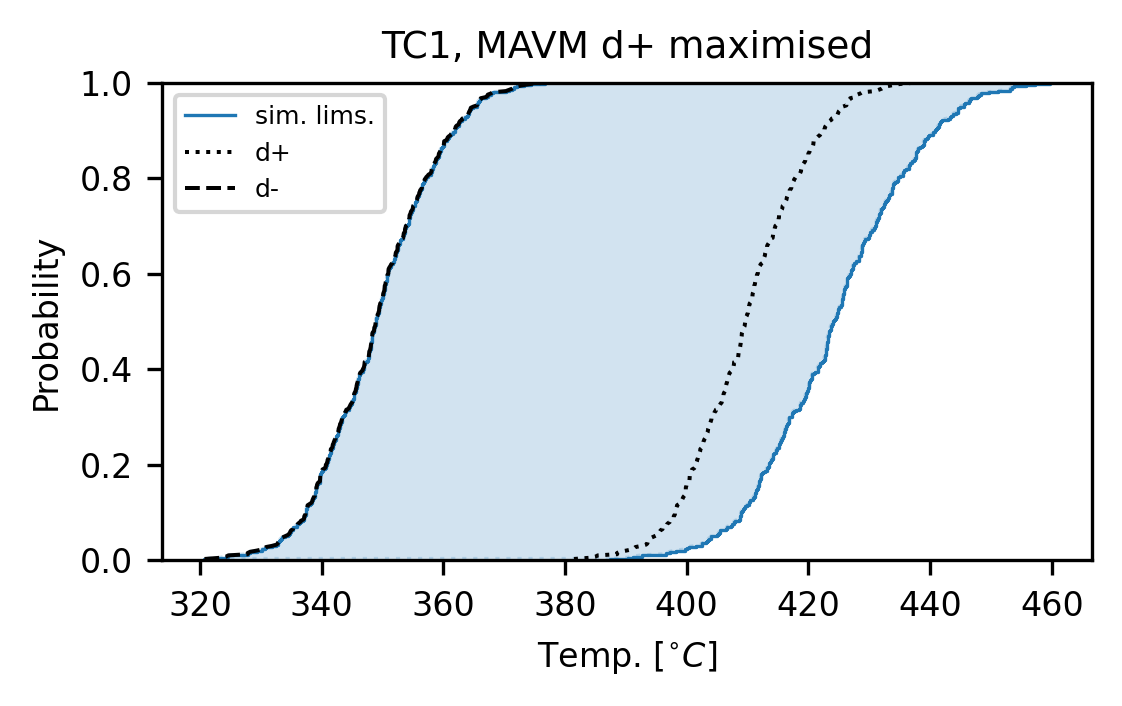 TC1, MAVM d+ maximised
1.0
0.8
0.6
0.4
0.2
0.0
Probability
sim. lims.
d+
d-
320 340 360 380 400 420 440 460
Temp. [°C]